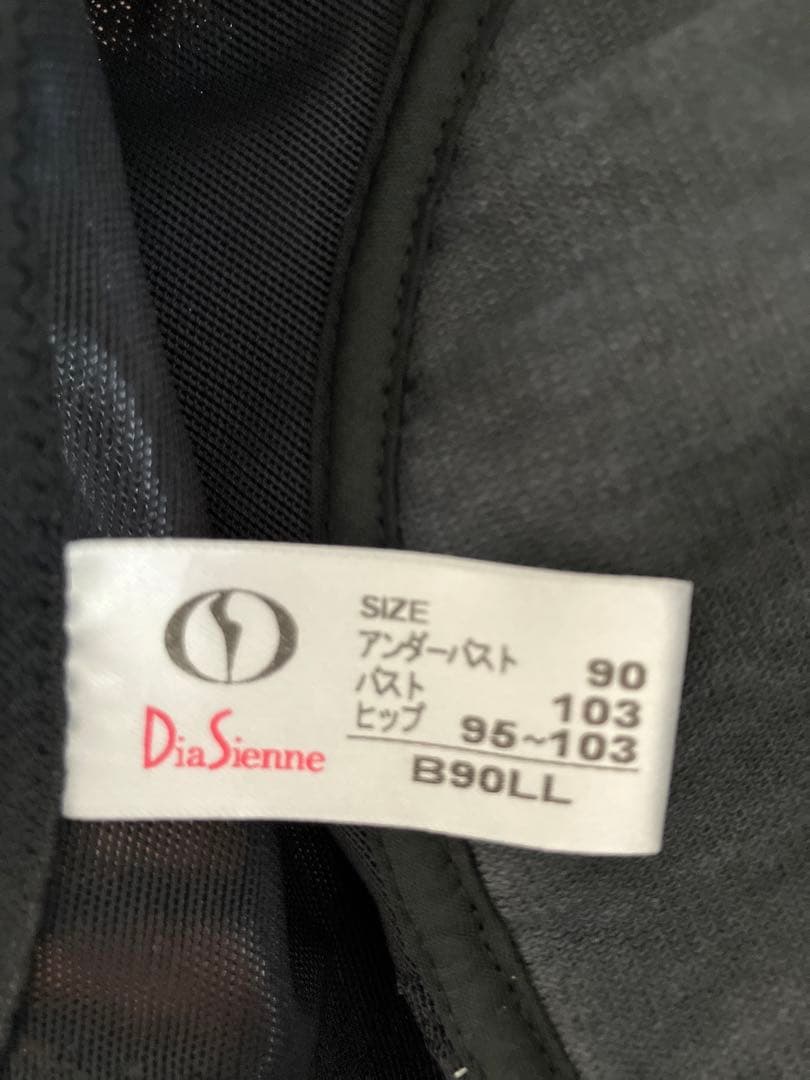 DiaSienne
SIZE
アンダーバスト 90
バスト 103
ヒップ 95~103
B90LL